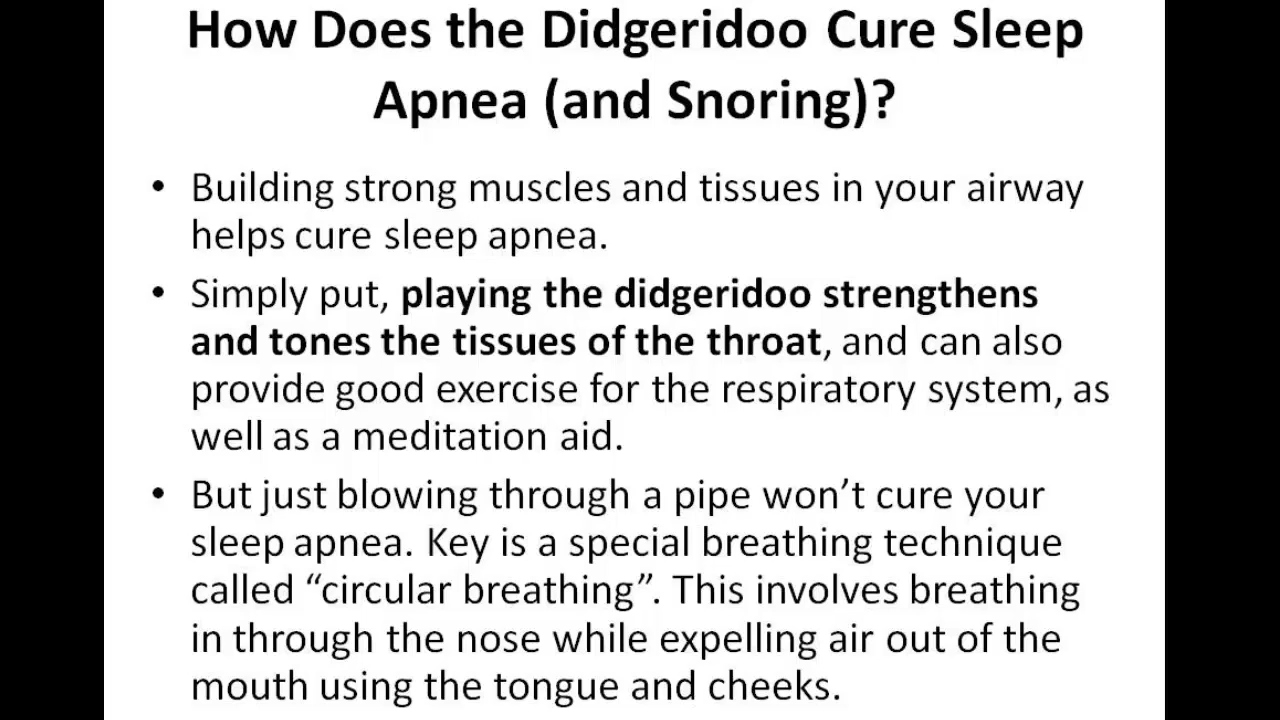 How Does the Didgeridoo Cure Sleep
Apnea (and Snoring)?
• Building strong muscles and tissues in your airway
helps cure sleep apnea.
• Simply put, playing the didgeridoo strengthens
and tones the tissues of the throat, and can also
provide good exercise for the respiratory system, as
well as a meditation aid.
• But just blowing through a pipe won’t cure your
sleep apnea. Key is a special breathing technique
called “circular breathing”. This involves breathing
in through the nose while expelling air out of the
mouth using the tongue and cheeks.